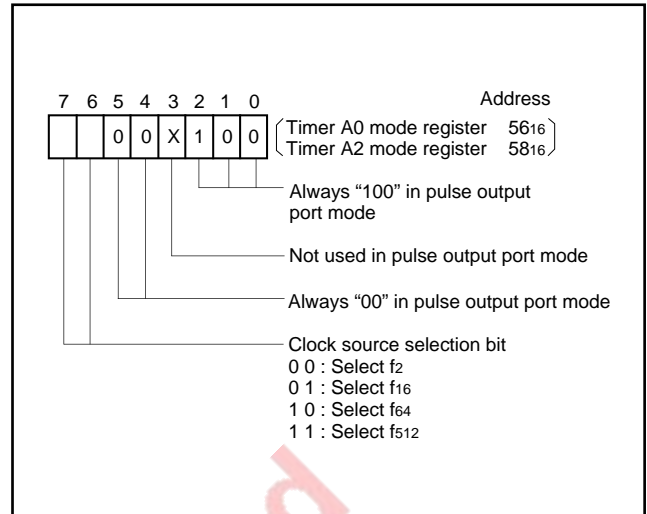 7 6 5 4 3 2 1 0 Address
0 0 X 1 0 0
Timer A0 mode register 5616
Timer A2 mode register 5816
Always “100” in pulse output
port mode
Not used in pulse output port mode
Always “00” in pulse output port mode
Clock source selection bit
0 0 : Select f2
0 1 : Select f16
1 0 : Select f64
1 1 : Select f512